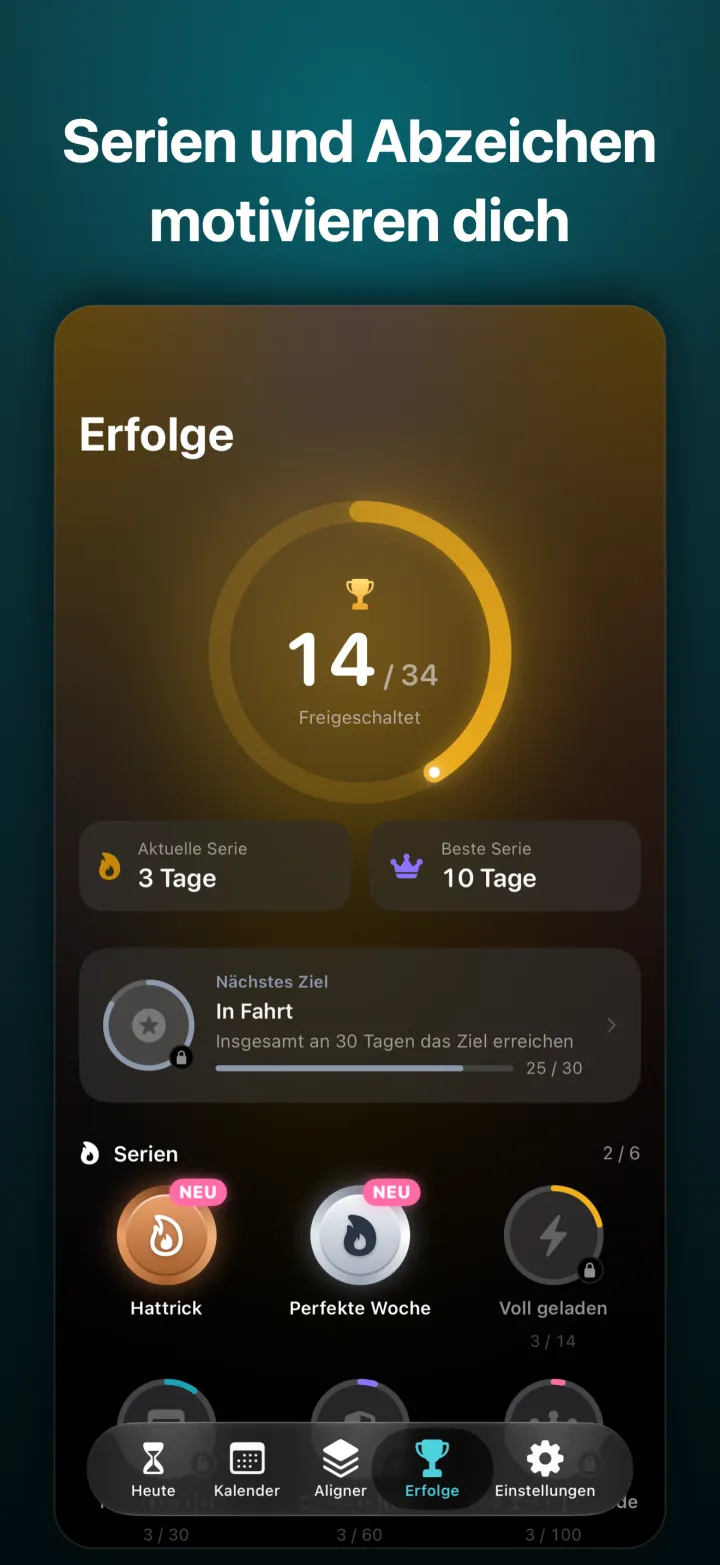 Serien und Abzeichen
motivieren dich
Erfolge
14 / 34
Freigeschaltet
Aktuelle Serie
3 Tage
Beste Serie
10 Tage
Nächstes Ziel
In Fahrt
Insgesamt an 30 Tagen das Ziel erreichen
25 / 30
Serien
2 / 6
NEU
NEU
Hattrick
Perfekte Woche
Voll geladen
3 / 14
Heute
Kalender
Aligner
Erfolge
Einstellungen
3 / 30
3 / 60
3 / 100